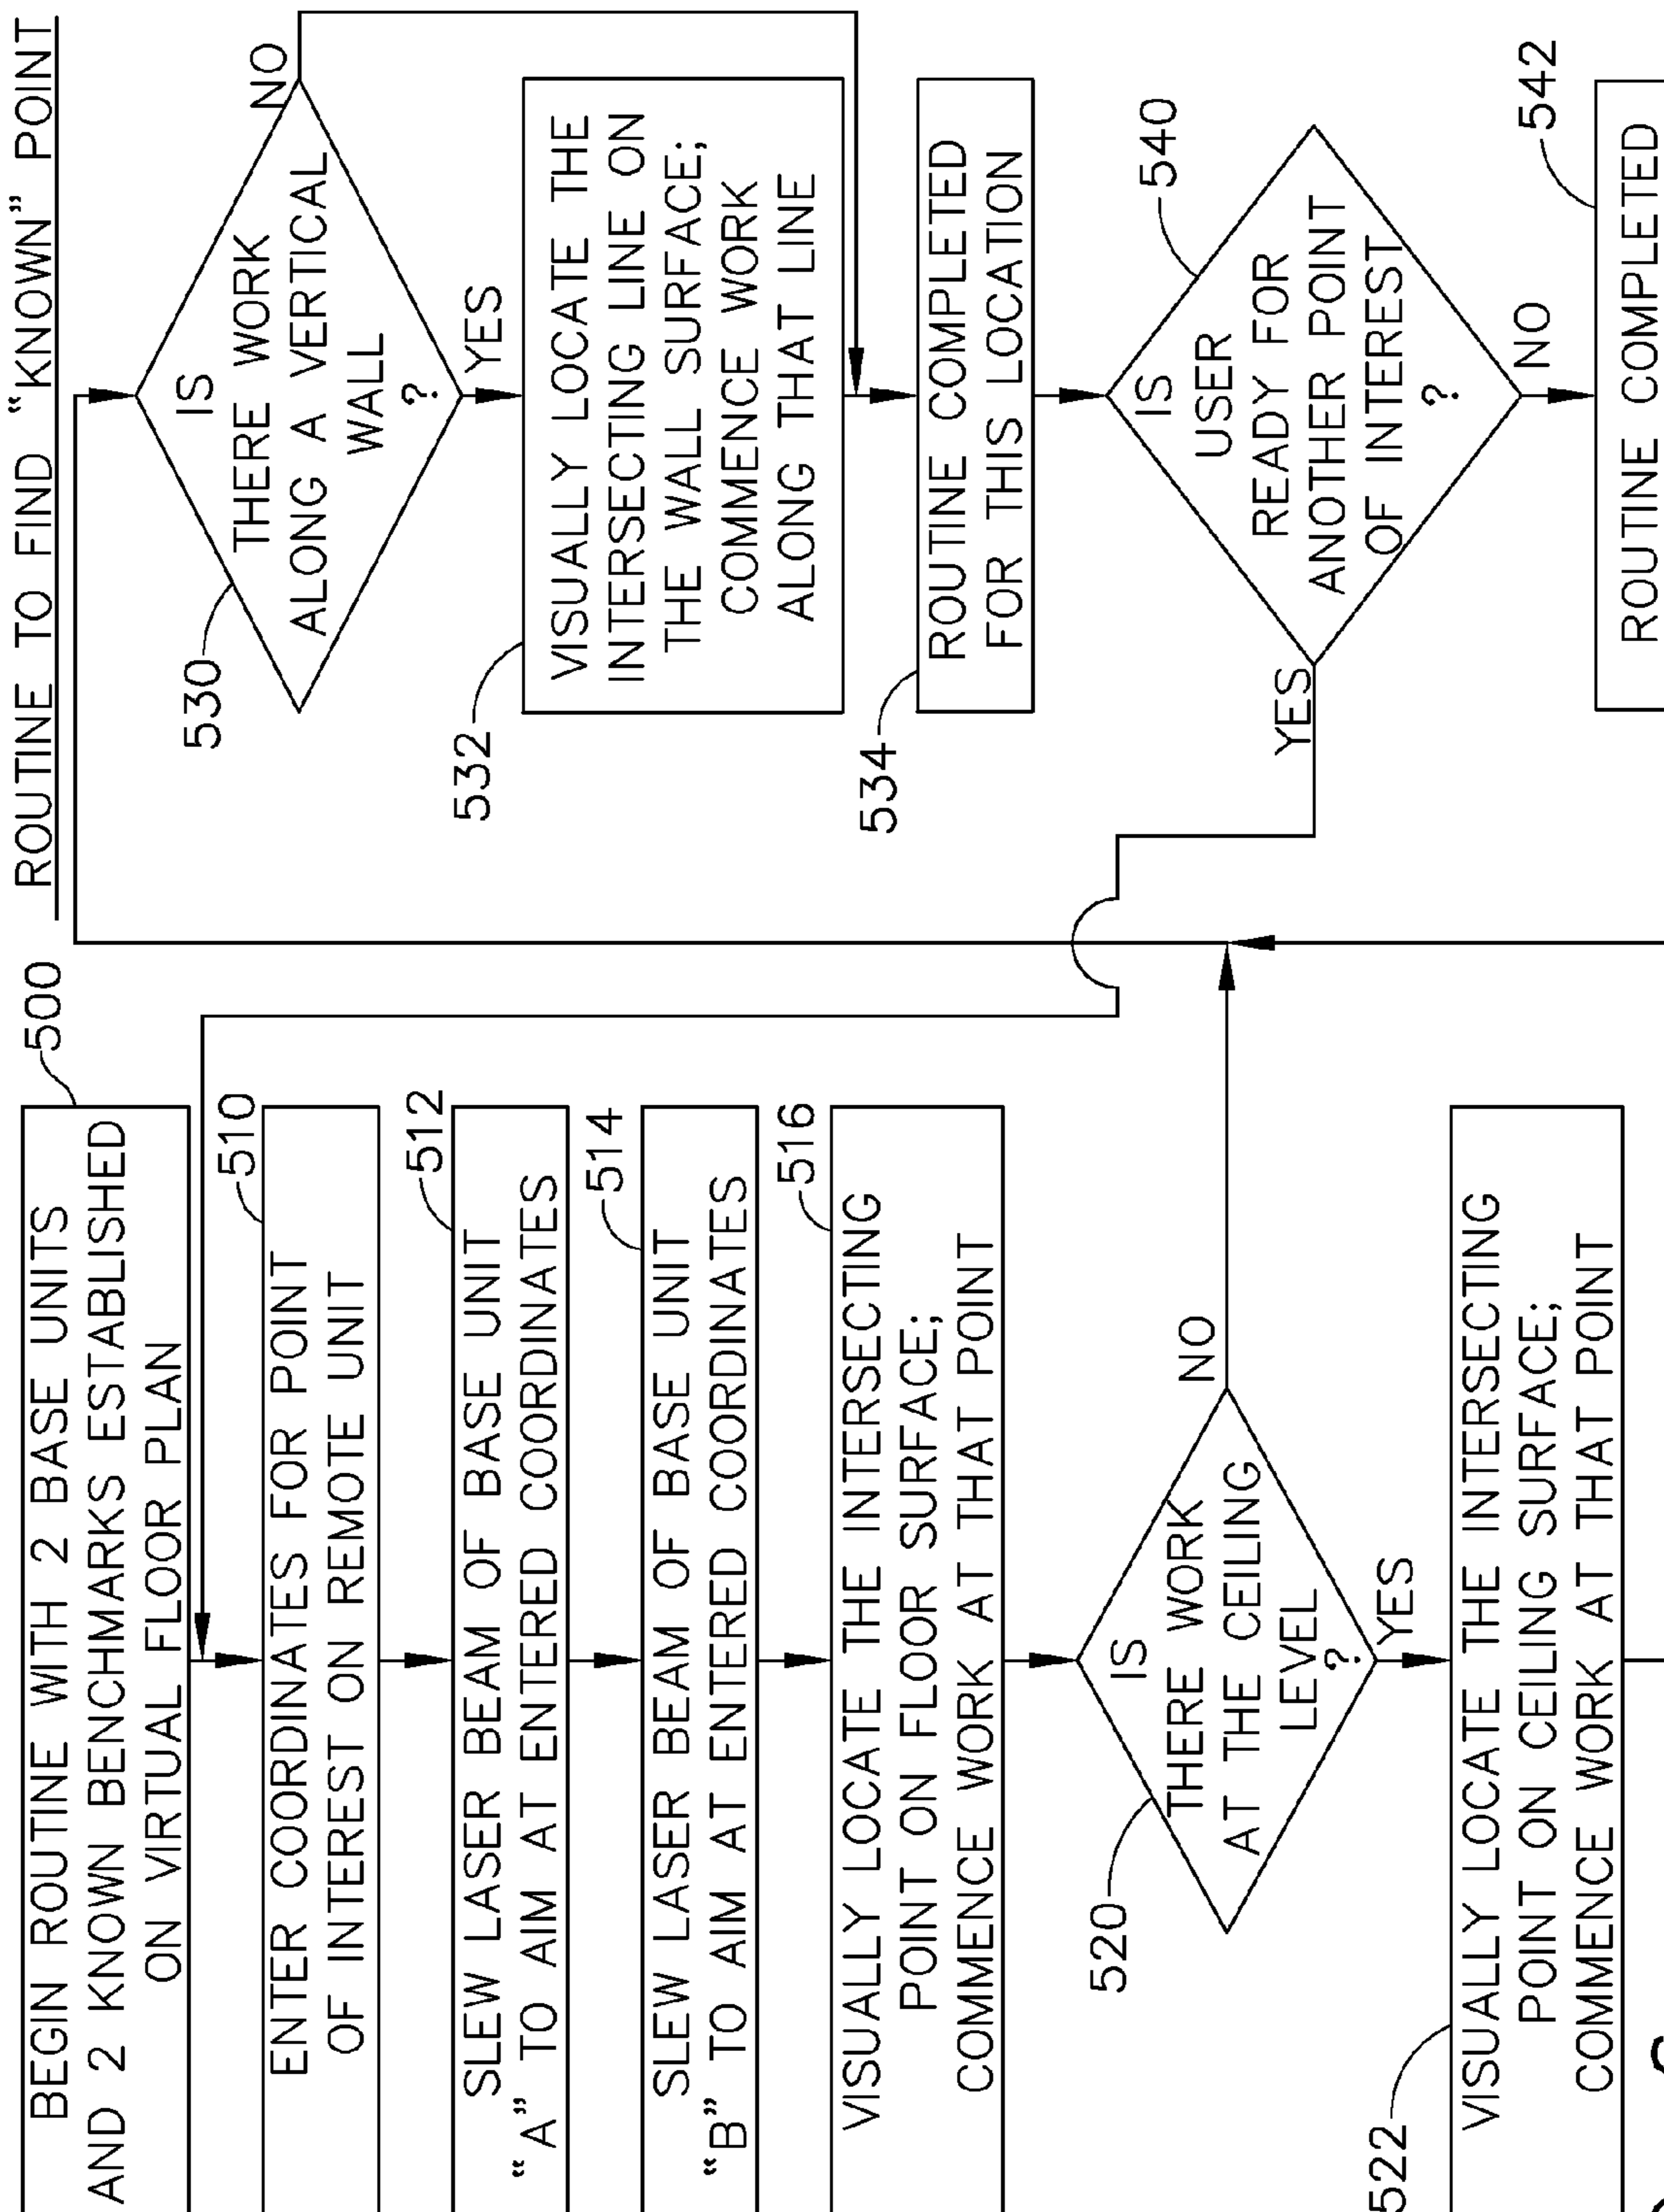 ROUTINE TO FIND “KNOWN” POINT
500
BEGIN ROUTINE WITH 2 BASE UNITS
AND 2 KNOWN BENCHMARKS ESTABLISHED
ON VIRTUAL FLOOR PLAN
510
ENTER COORDINATES FOR POINT
OF INTEREST ON REMOTE UNIT
512
SLEW LASER BEAM OF BASE UNIT
“A” TO AIM AT ENTERED COORDINATES
514
SLEW LASER BEAM OF BASE UNIT
“B” TO AIM AT ENTERED COORDINATES
516
VISUALLY LOCATE THE INTERSECTING
POINT ON FLOOR SURFACE;
COMMENCE WORK AT THAT POINT
520
IS
THERE WORK
AT THE CEILING
LEVEL
?
NO
YES
522
VISUALLY LOCATE THE INTERSECTING
POINT ON CEILING SURFACE;
COMMENCE WORK AT THAT POINT
530
IS
THERE WORK
ALONG A VERTICAL
WALL
?
NO
YES
532
VISUALLY LOCATE THE
INTERSECTING LINE ON
THE WALL SURFACE;
COMMENCE WORK
ALONG THAT LINE
534
ROUTINE COMPLETED
FOR THIS LOCATION
540
IS
USER
READY FOR
ANOTHER POINT
OF INTEREST
?
YES
NO
542
ROUTINE COMPLETED